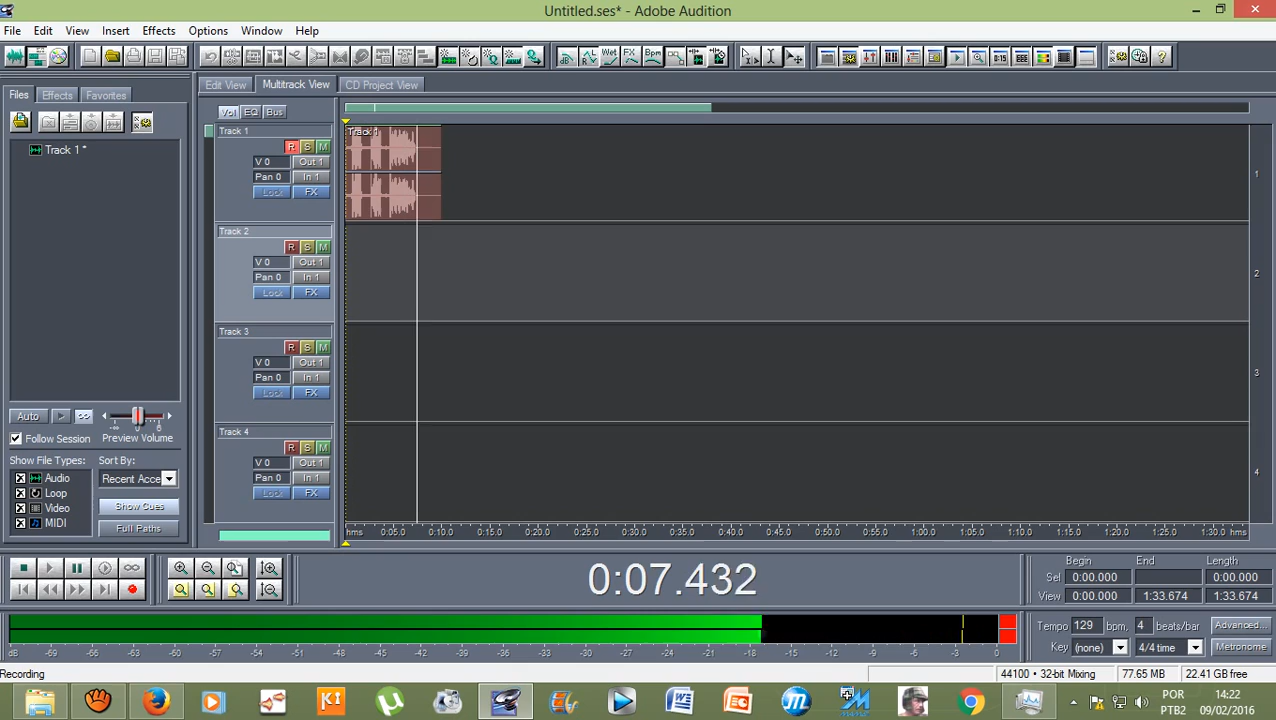 Untitled.ses* - Adobe Audition
File Edit View Insert Effects Options Window Help
Files Effects Favorites
Edit View Multitrack View CD Project View
Vol EQ Bus
Track 1 *
Track 1
R S M
V 0 Out 1
Pan 0 In 1
Lock FX
Track 1
1
Track 2
R S M
V 0 Out 1
Pan 0 In 1
Lock FX
2
Track 3
R S M
V 0 Out 1
Pan 0 In 1
Lock FX
3
Track 4
R S M
V 0 Out 1
Pan 0 In 1
Lock FX
4
Auto
Follow Session
Preview Volume
Show File Types: Sort By:
Audio
Loop
Video
MIDI
Recent Acce
Show Cues
Full Paths
hms 0:05.0 0:10.0 0:15.0 0:20.0 0:25.0 0:30.0 0:35.0 0:40.0 0:45.0 0:50.0 0:55.0 1:00.0 1:05.0 1:10.0 1:15.0 1:20.0 1:25.0 1:30.0 hms
0:07.432
Begin End Length
Sel 0:00.000 0:00.000
View 0:00.000 1:33.674 1:33.674
dB -69 -66 -63 -60 -57 -54 -51 -48 -45 -42 -39 -36 -33 -30 -27 -24 -21 -18 -15 -12 -9 -6 -3 0
Tempo 129 bpm, 4 beats/bar Advanced...
Key (none) 4/4 time Metronome
Recording
44100 • 32-bit Mixing 77.65 MB 22.41 GB free
POR
PTB2
14:22
09/02/2016